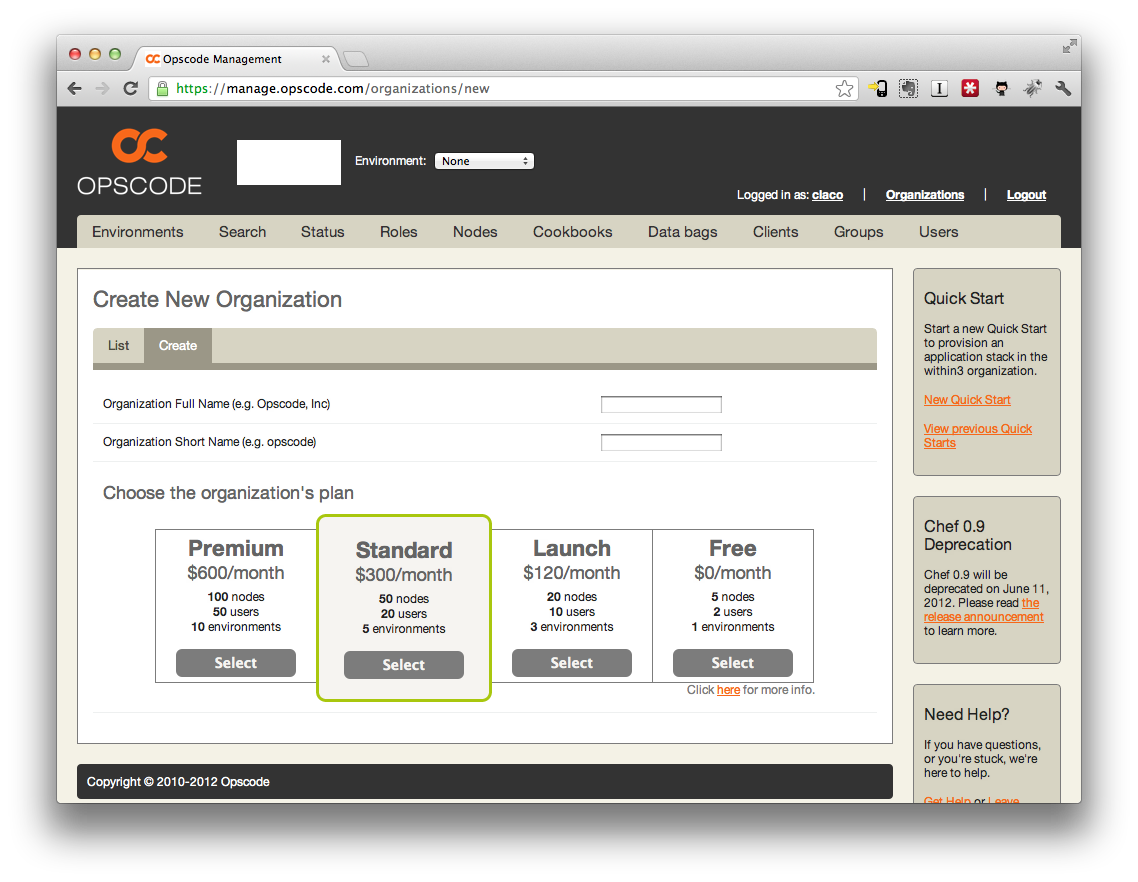 Opscode Management
https://manage.opscode.com/organizations/new
OPSCODE
Environment: None
Logged in as: claco | Organizations | Logout
Environments Search Status Roles Nodes Cookbooks Data bags Clients Groups Users
Create New Organization
List Create
Organization Full Name (e.g. Opscode, Inc)
Organization Short Name (e.g. opscode)
Choose the organization's plan
Premium
$600/month
100 nodes
50 users
10 environments
Select
Standard
$300/month
50 nodes
20 users
5 environments
Select
Launch
$120/month
20 nodes
10 users
3 environments
Select
Free
$0/month
5 nodes
2 users
1 environments
Select
Click here for more info.
Copyright © 2010-2012 Opscode
Quick Start
Start a new Quick Start
to provision an
application stack in the
within3 organization.
New Quick Start
View previous Quick
Starts
Chef 0.9
Deprecation
Chef 0.9 will be
deprecated on June 11,
2012. Please read the
release announcement
to learn more.
Need Help?
If you have questions,
or you're stuck, we're
here to help.
Get Help or Leave